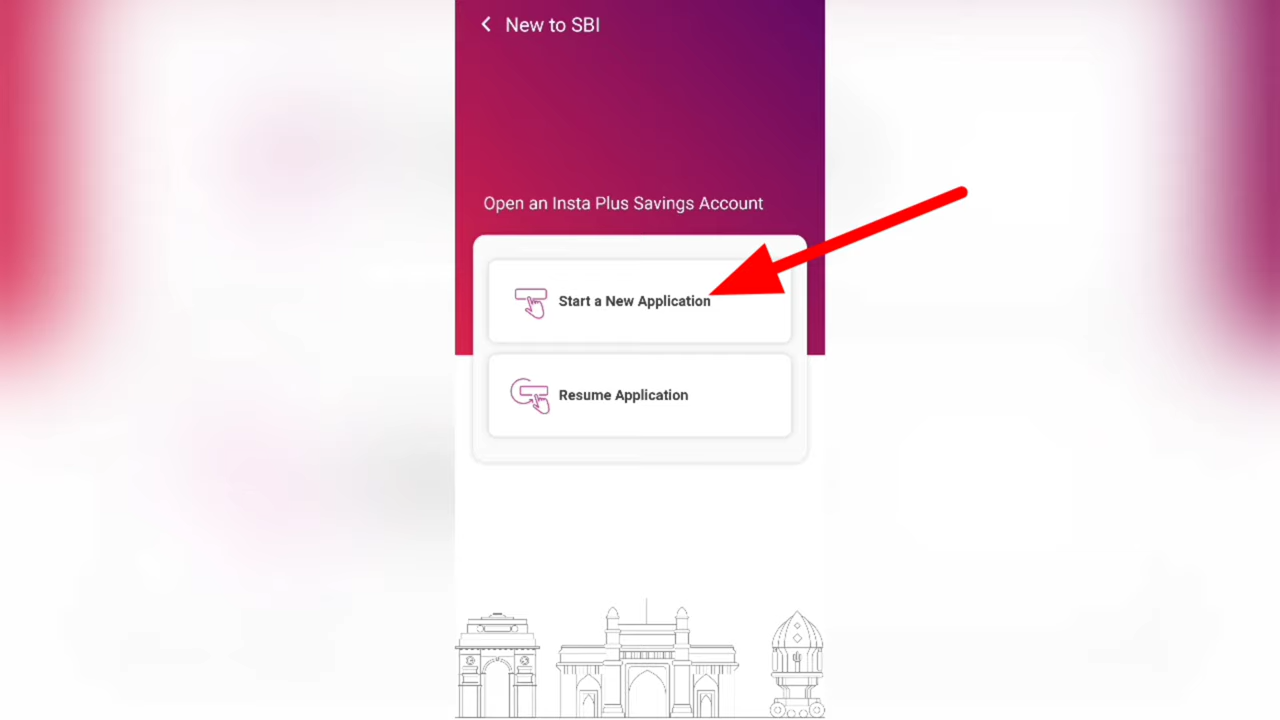 New to SBI
Open an Insta Plus Savings Account
Start a New Application
Resume Application